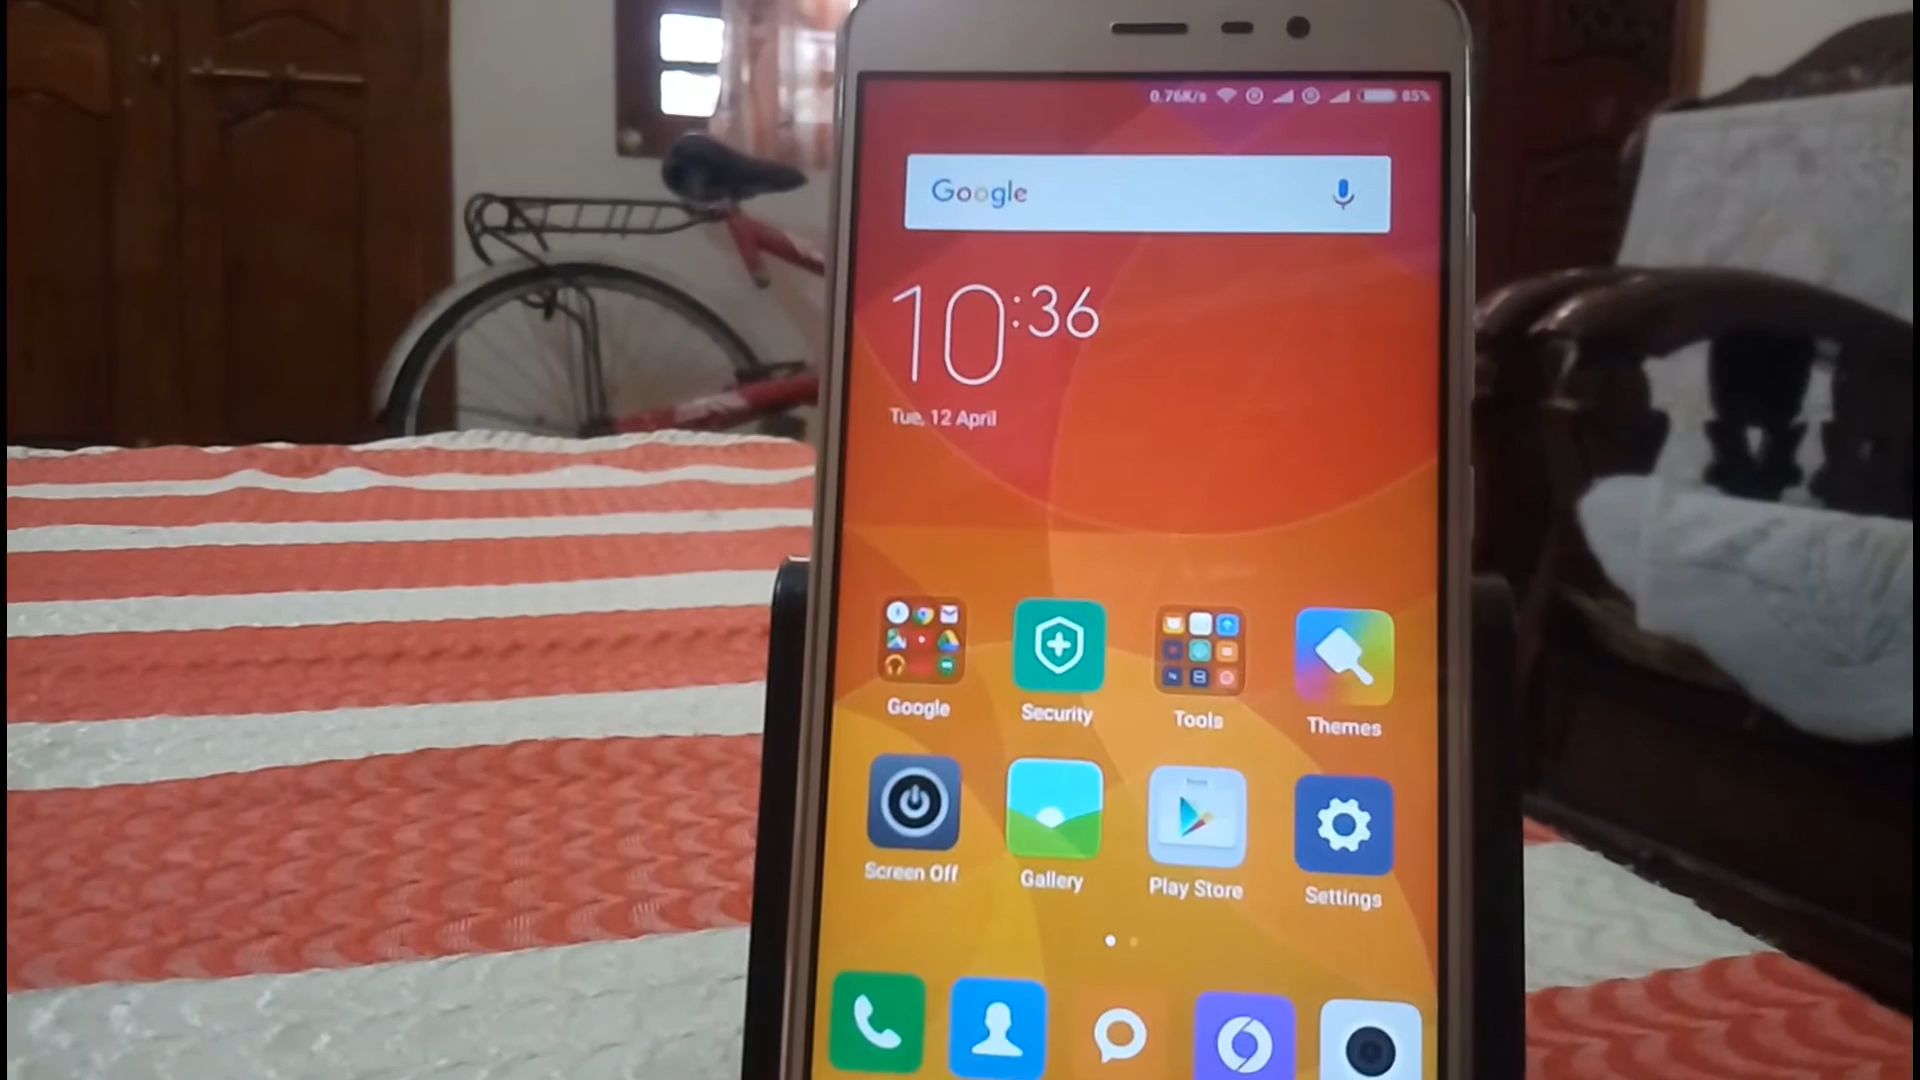 0.76K/s 85%
Google
10:36
Tue, 12 April
Google Security Tools Themes
Screen Off Gallery Play Store Settings